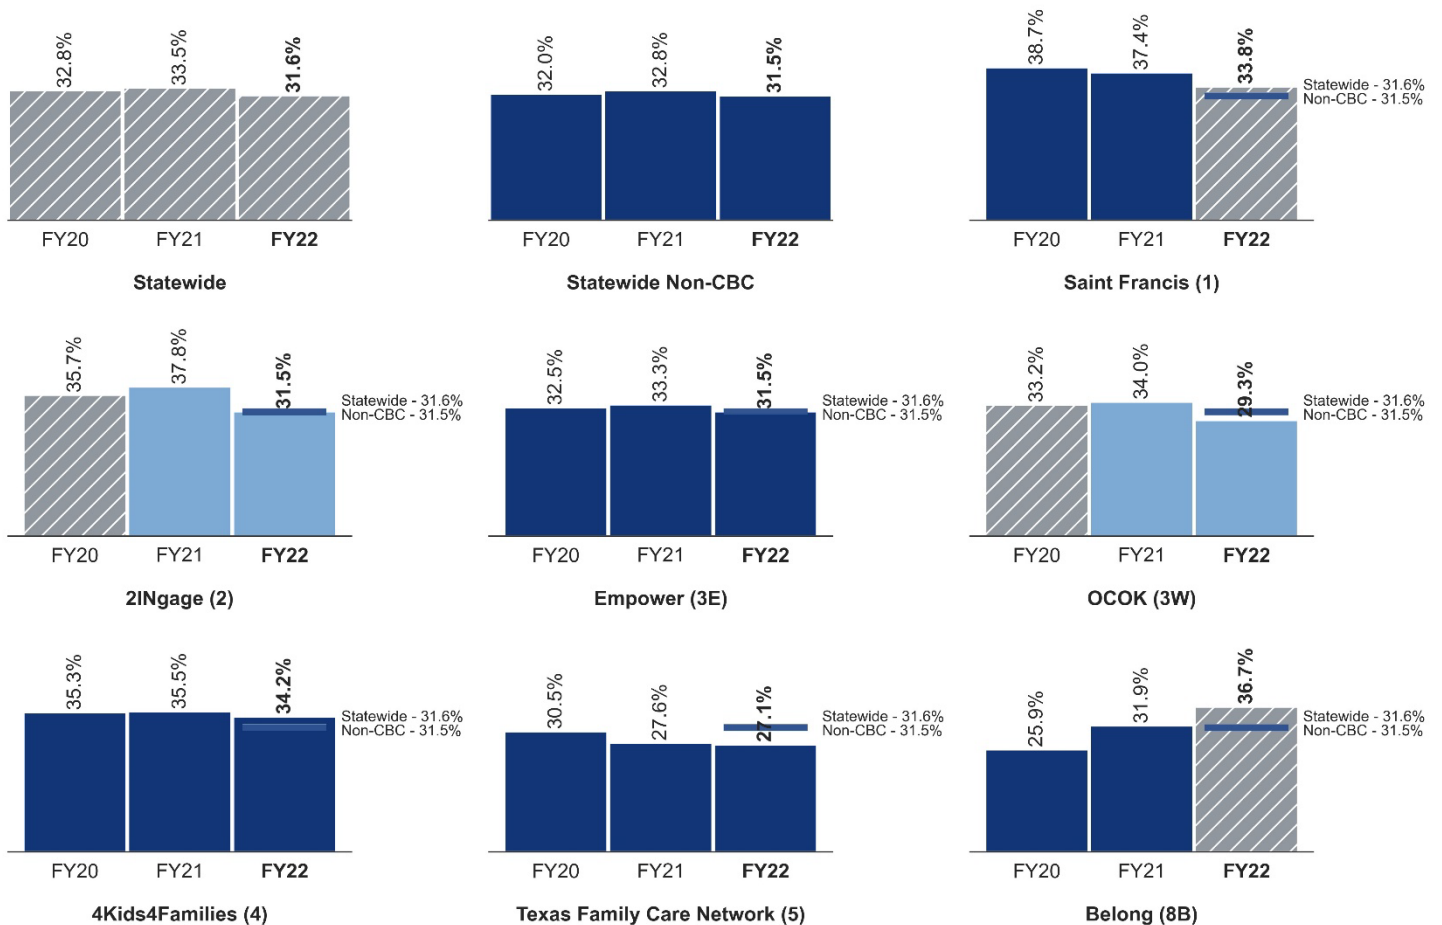 32.8%
33.5%
31.6%
FY20
FY21
FY22
Statewide
32.0%
32.8%
31.5%
FY20
FY21
FY22
Statewide Non-CBC
38.7%
37.4%
33.8%
Statewide - 31.6%
Non-CBC - 31.5%
FY20
FY21
FY22
Saint Francis (1)
35.7%
37.8%
31.5%
Statewide - 31.6%
Non-CBC - 31.5%
FY20
FY21
FY22
2INgage (2)
32.5%
33.3%
31.5%
Statewide - 31.6%
Non-CBC - 31.5%
FY20
FY21
FY22
Empower (3E)
33.2%
34.0%
29.3%
Statewide - 31.6%
Non-CBC - 31.5%
FY20
FY21
FY22
OCOK (3W)
35.3%
35.5%
34.2%
Statewide - 31.6%
Non-CBC - 31.5%
FY20
FY21
FY22
4Kids4Families (4)
30.5%
27.6%
27.1%
Statewide - 31.6%
Non-CBC - 31.5%
FY20
FY21
FY22
Texas Family Care Network (5)
25.9%
31.9%
36.7%
Statewide - 31.6%
Non-CBC - 31.5%
FY20
FY21
FY22
Belong (8B)